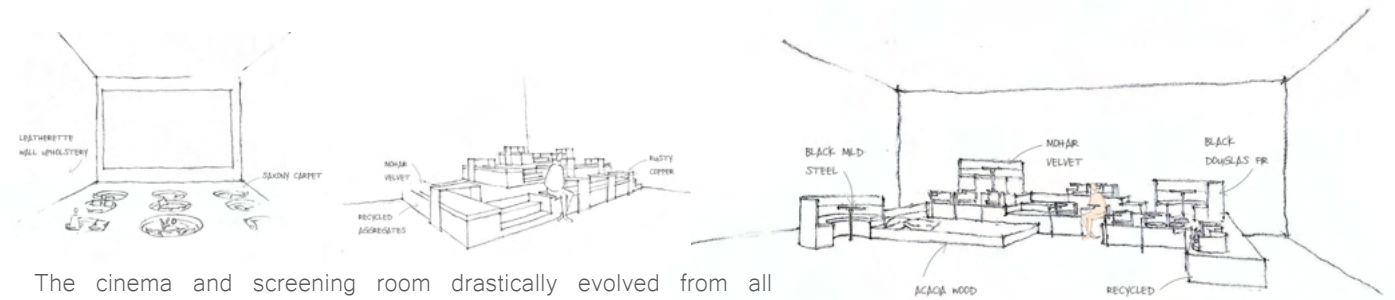 LEATHERETTE
WALL UPHOLSTERY
SAXONY CARPET
MOHAIR
VELVET
RECYCLED
AGGREGATES
RUSTY
COPPER
BLACK MILD
STEEL
MOHAIR
VELVET
BLACK
DOUGLAS FIR
ACACIA WOOD
RECYCLED
The cinema and screening room drastically evolved from all